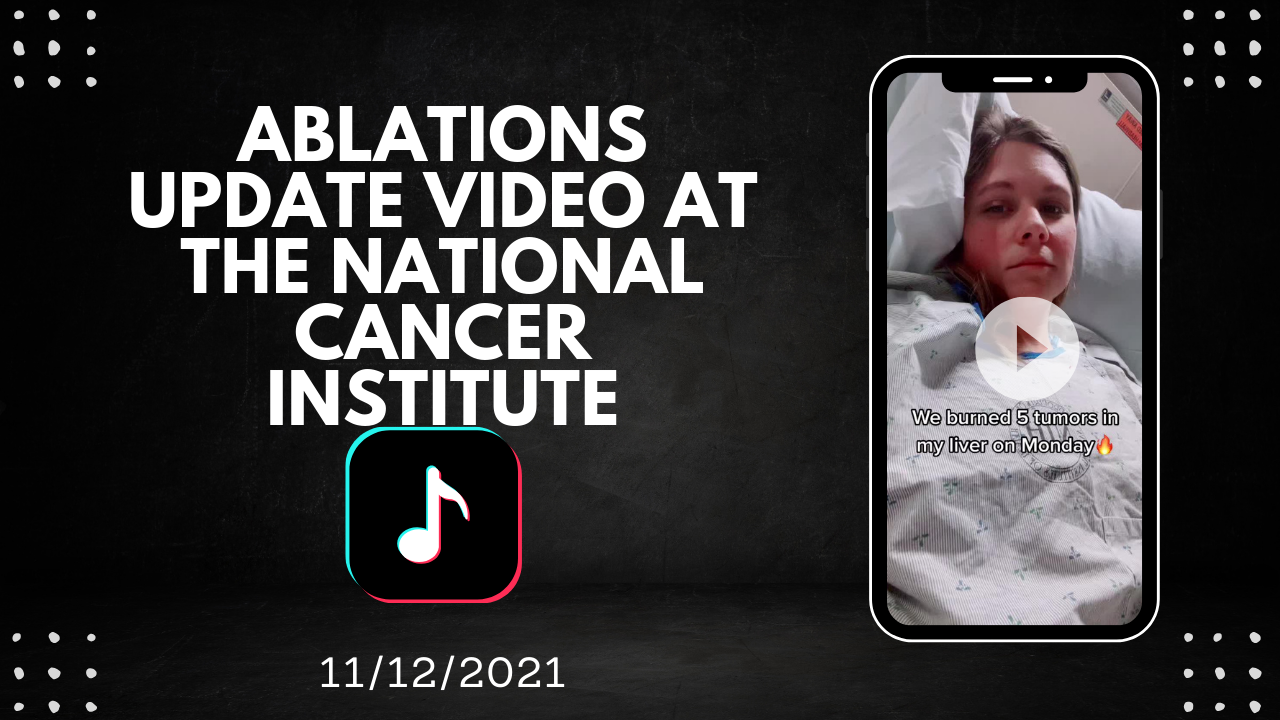 ABLATIONS
UPDATE VIDEO AT
THE NATIONAL
CANCER
INSTITUTE
11/12/2021
We burned 5 tumors in
my liver on Monday🔥